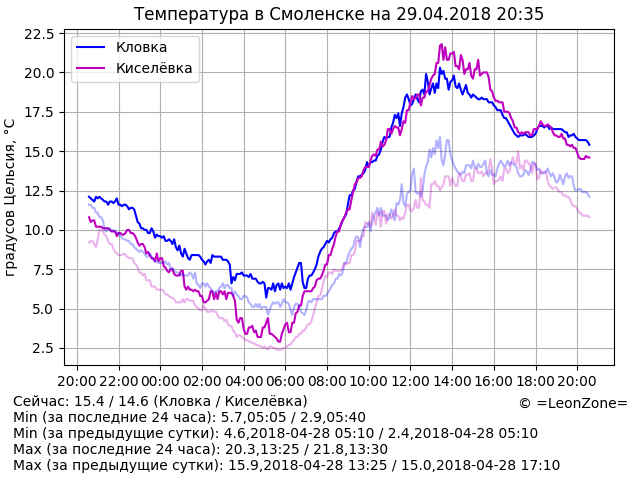 Температура в Смоленске на 29.04.2018 20:35
Кловка
Киселёвка
градусов Цельсия, °C
22.5
20.0
17.5
15.0
12.5
10.0
7.5
5.0
2.5
20:00 22:00 00:00 02:00 04:00 06:00 08:00 10:00 12:00 14:00 16:00 18:00 20:00
Сейчас: 15.4 / 14.6 (Кловка / Киселёвка)
© =LeonZone=
Min (за последние 24 часа): 5.7,05:05 / 2.9,05:40
Min (за предыдущие сутки): 4.6,2018-04-28 05:10 / 2.4,2018-04-28 05:10
Max (за последние 24 часа): 20.3,13:25 / 21.8,13:30
Max (за предыдущие сутки): 15.9,2018-04-28 13:25 / 15.0,2018-04-28 17:10